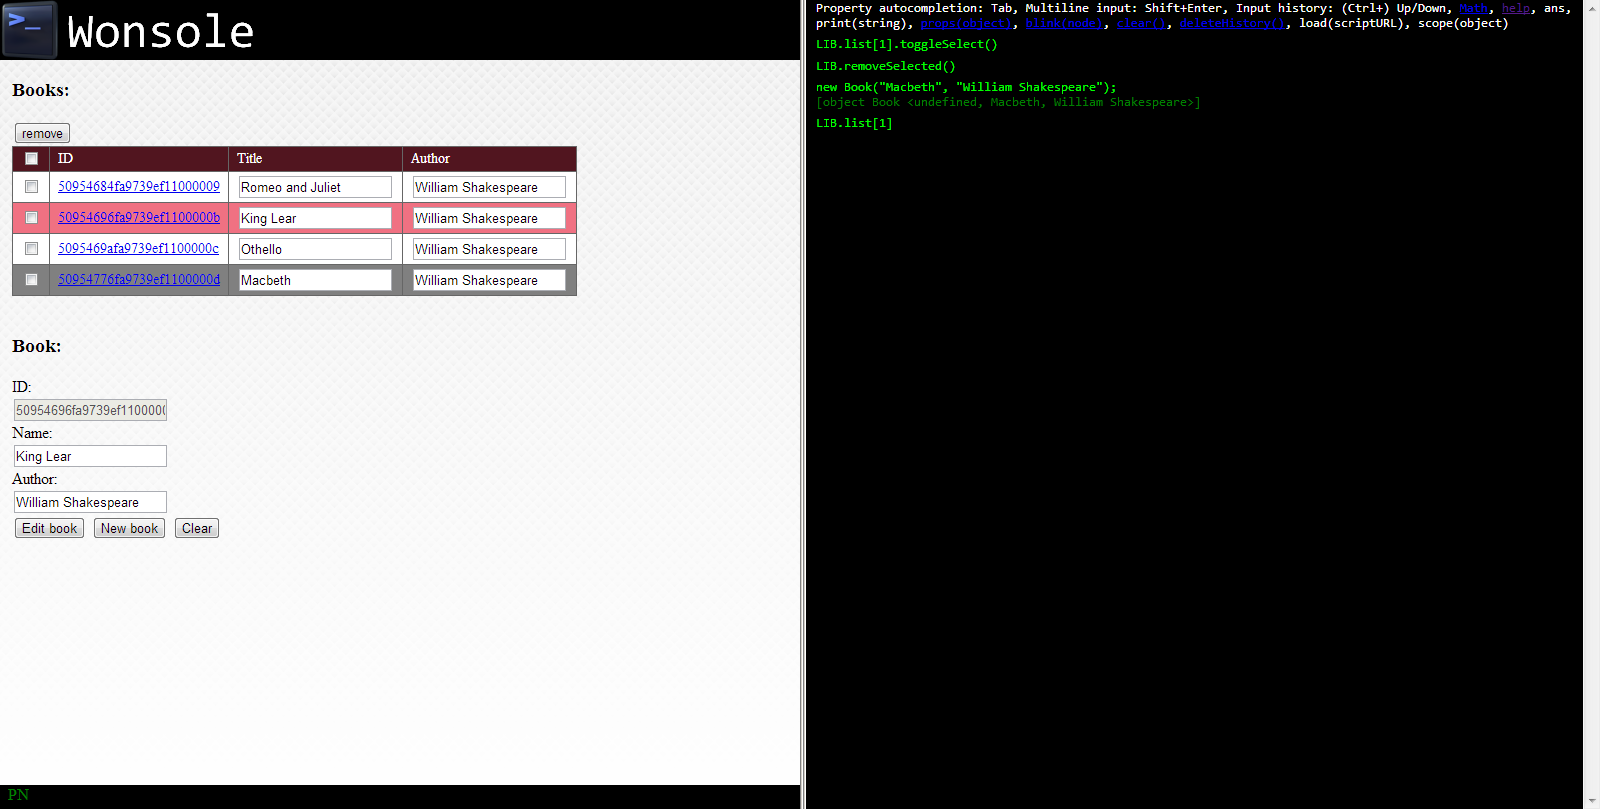 >_ Wonsole
Books:
remove
ID Title Author
50954684fa9739ef11000009 Romeo and Juliet William Shakespeare
50954696fa9739ef1100000b King Lear William Shakespeare
5095469afa9739ef1100000c Othello William Shakespeare
50954776fa9739ef1100000d Macbeth William Shakespeare
Book:
ID:
50954696fa9739ef1100000
Name:
King Lear
Author:
William Shakespeare
Edit book New book Clear
PN
Property autocompletion: Tab, Multiline input: Shift+Enter, Input history: (Ctrl+) Up/Down, Math, help, ans,
print(string), props(object), blink(node), clear(), deleteHistory(), load(scriptURL), scope(object)
LIB.list[1].toggleSelect()
LIB.removeSelected()
new Book("Macbeth", "William Shakespeare");
[object Book <undefined, Macbeth, William Shakespeare>]
LIB.list[1]